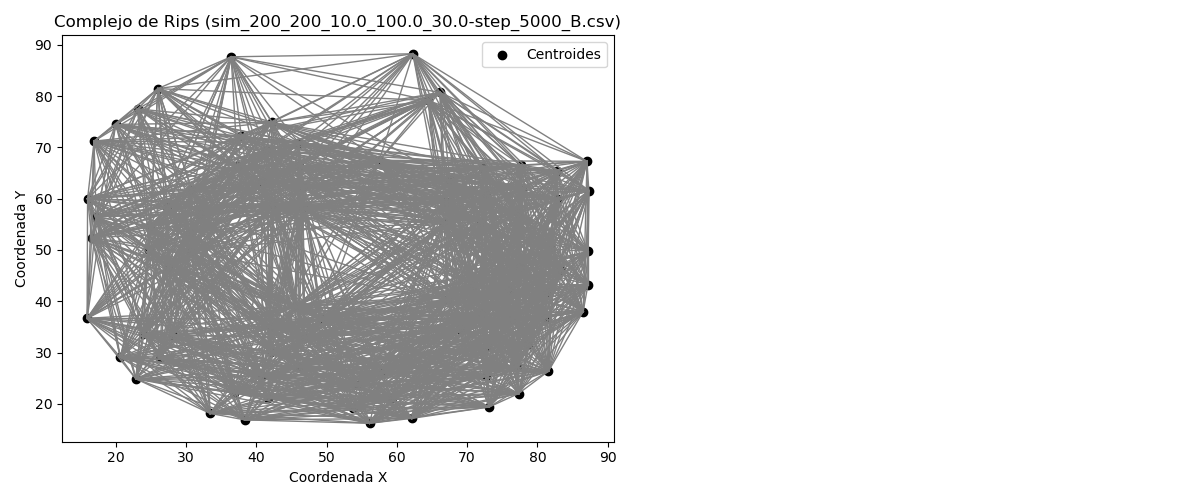 Complejo de Rips (sim_200_200_10.0_100.0_30.0-step_5000_B.csv)
90
80
70
60
50
40
30
20
Coordenada Y
Centroides
20 30 40 50 60 70 80 90
Coordenada X